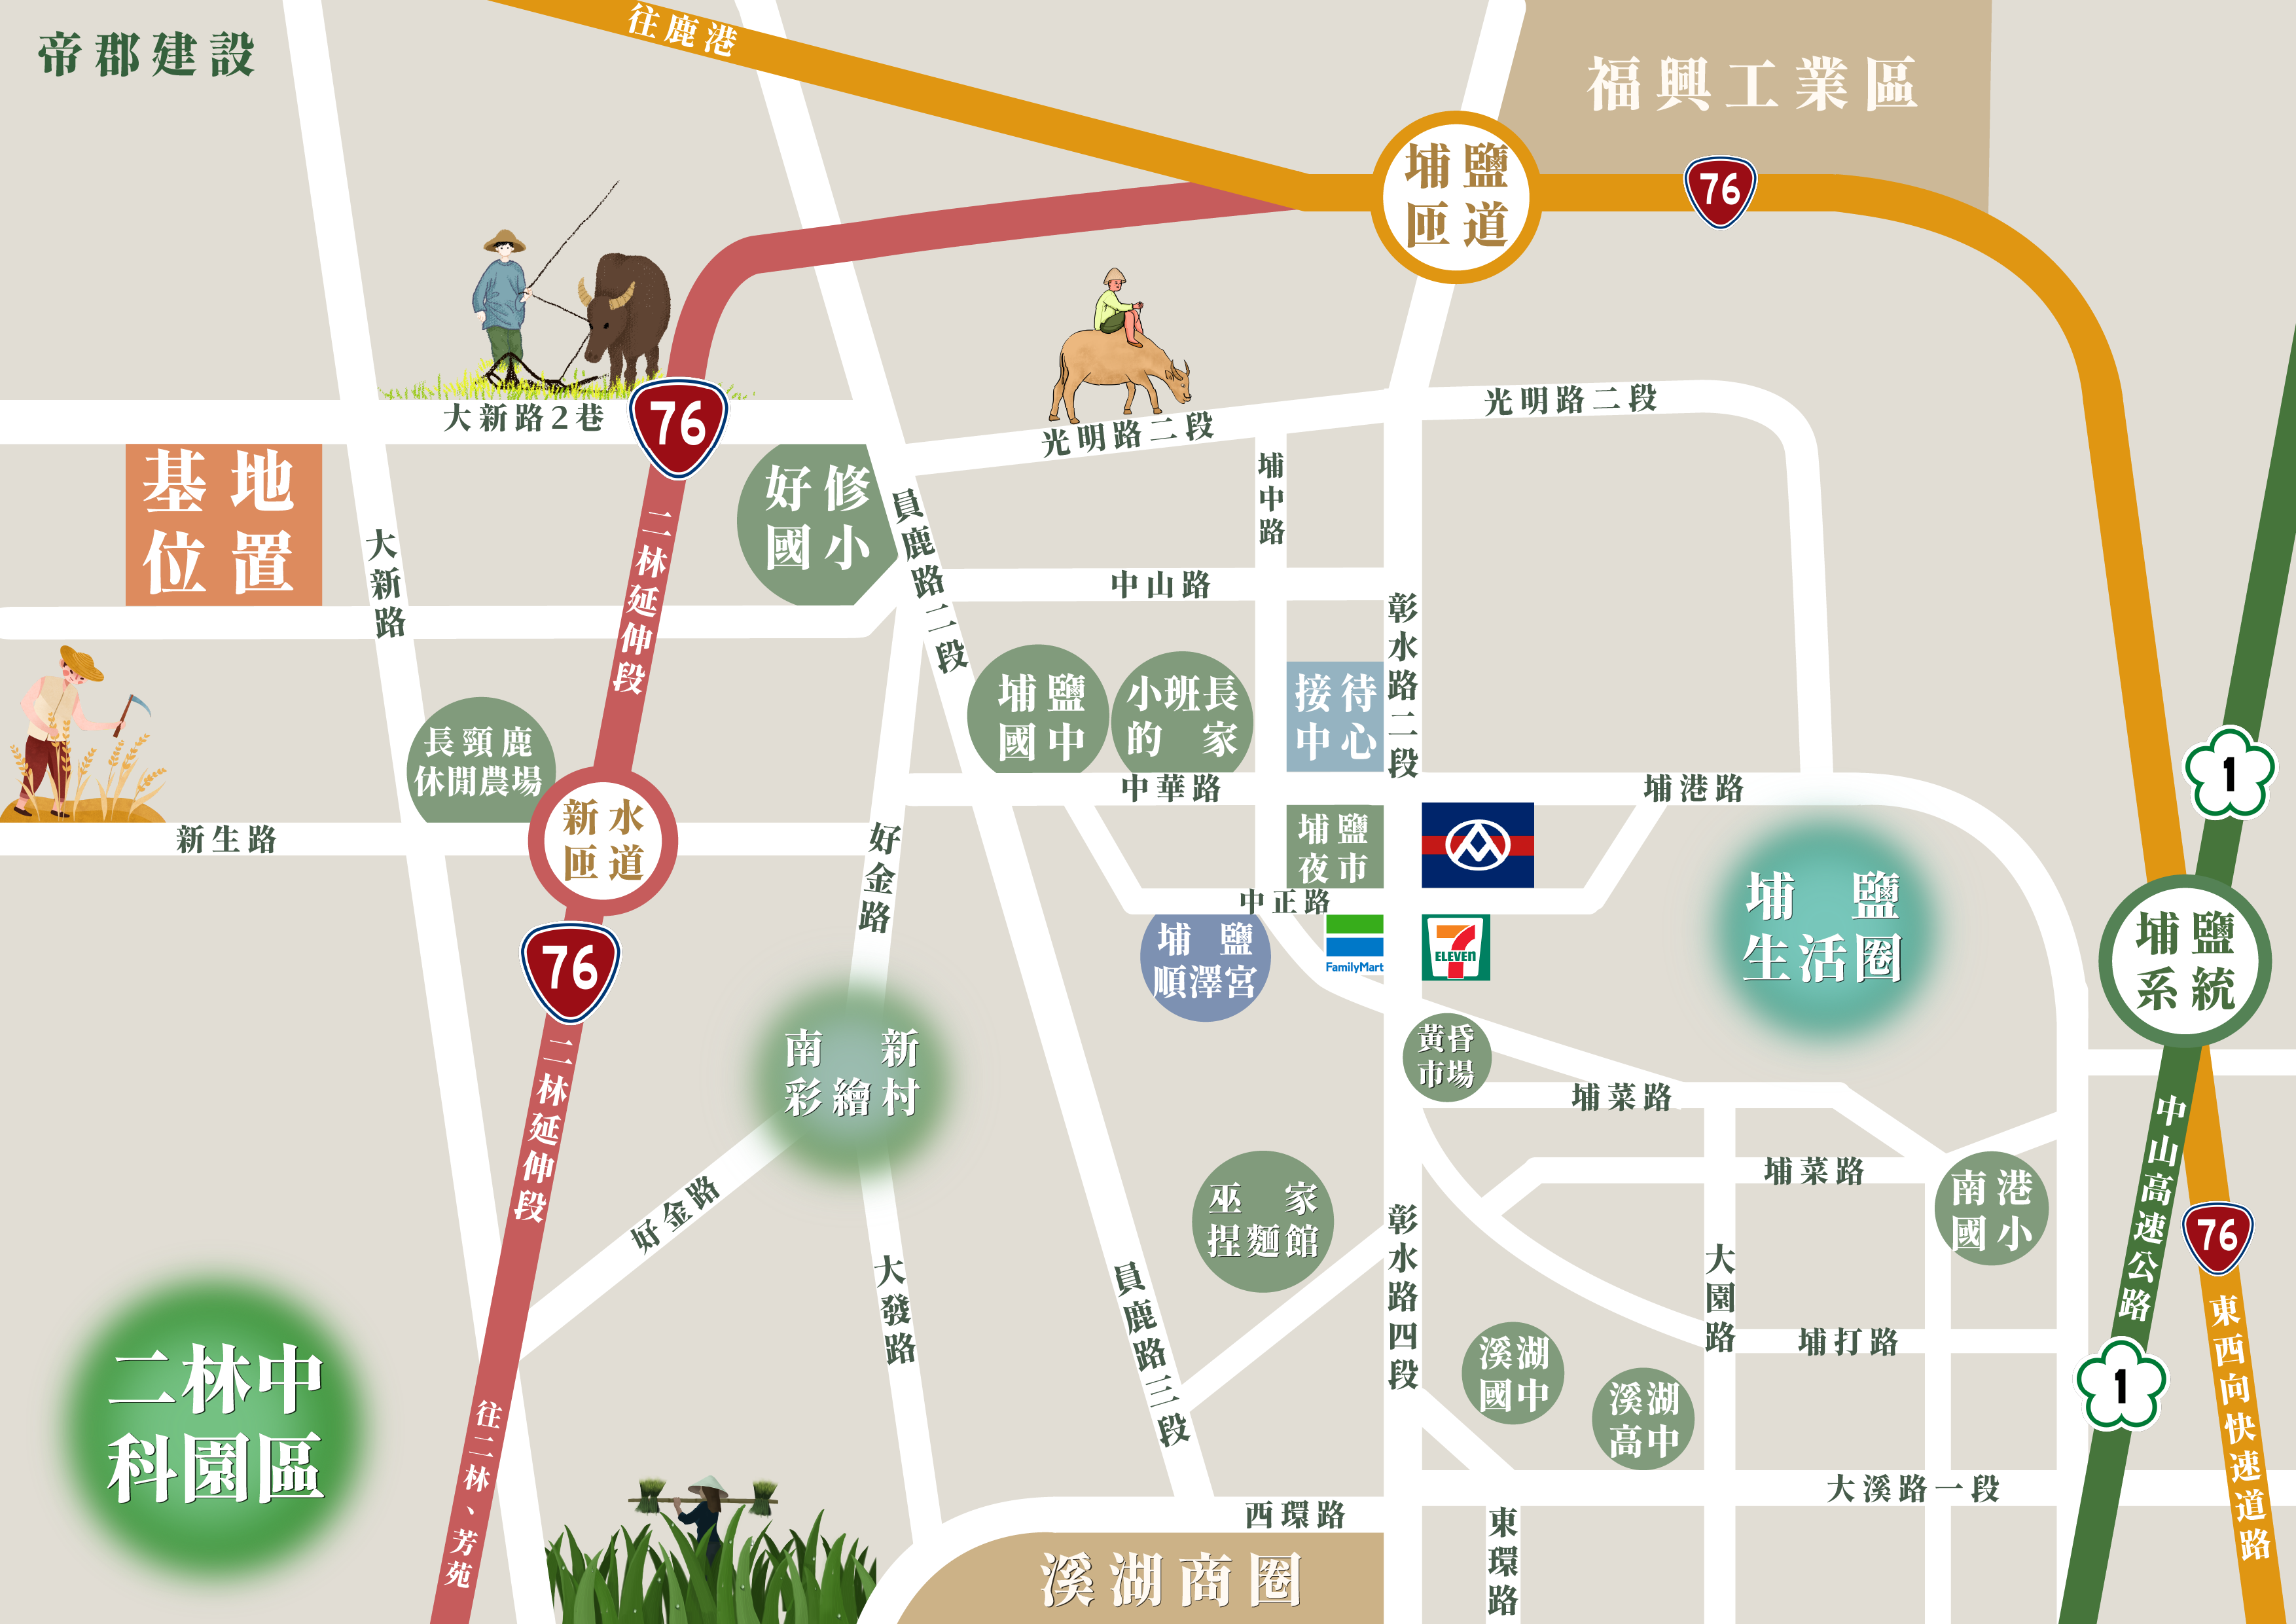 帝郡建設
往鹿港
福興工業區
埔鹽
匝道
76
大新路2巷
76
光明路二段
光明路二段
基地
位置
好修
國小
員鹿路二段
埔中路
大新路
二林延伸段
中山路
彰水路二段
埔鹽
國中
小班長
的家
接待
中心
長頸鹿
休閒農場
新水
匝道
新生路
中華路
埔港路
1
好金路
埔鹽
夜市
中正路
埔鹽
生活圈
埔鹽
系統
埔鹽
順澤宮
FamilyMart
7
ELEVEn
76
南新
彩繪村
黃昏
市場
二林延伸段
埔菜路
埔菜路
中山高速公路
南港
國小
好金路
巫家
捏麵館
彰水路四段
76
大發路
員鹿路三段
大園路
埔打路
東西向快速道路
二林中
科園區
溪湖
國中
溪湖
高中
1
往二林、芳苑
大溪路一段
西環路
東環路
溪湖商圈